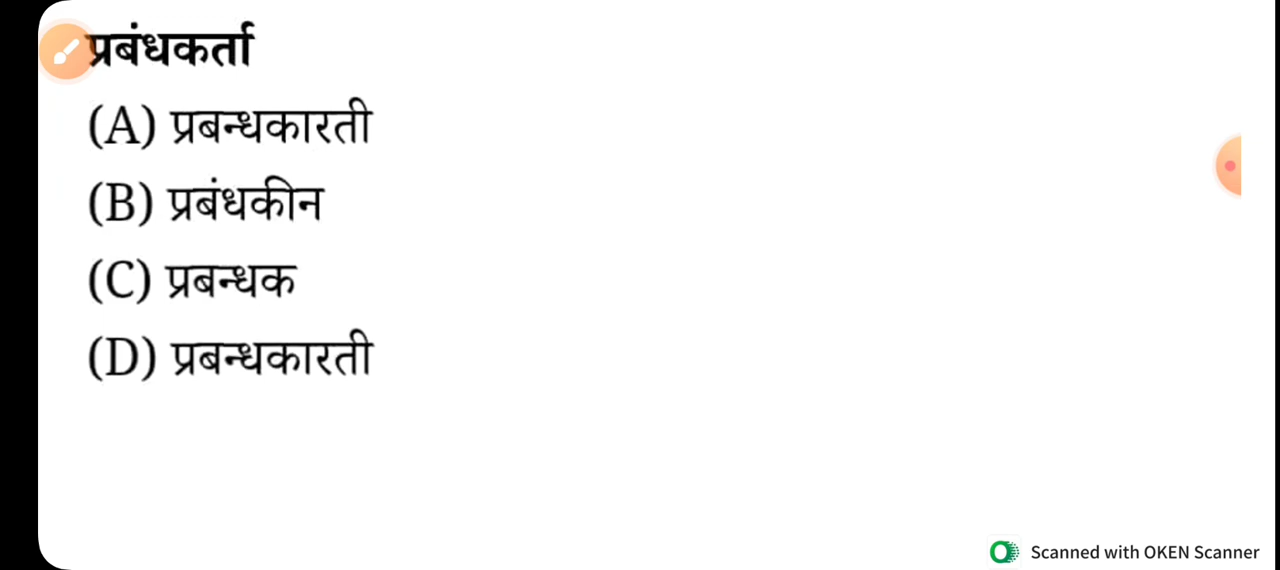 प्रबंधकर्ता
(A) प्रबन्धकारती
(B) प्रबंधकीन
(C) प्रबन्धक
(D) प्रबन्धकारती
Scanned with OKEN Scanner